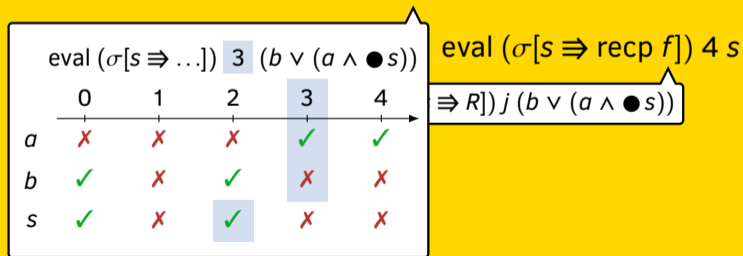 eval (σ[s ⇛ …]) 3 (b ∨ (a ∧ ● s))
0 1 2 3 4
a ✗ ✗ ✗ ✓ ✓
b ✓ ✗ ✓ ✗ ✗
s ✓ ✗ ✓ ✗ ✗
eval (σ[s ⇛ recp f]) 4 s
⇛ R]) j (b ∨ (a ∧ ● s))